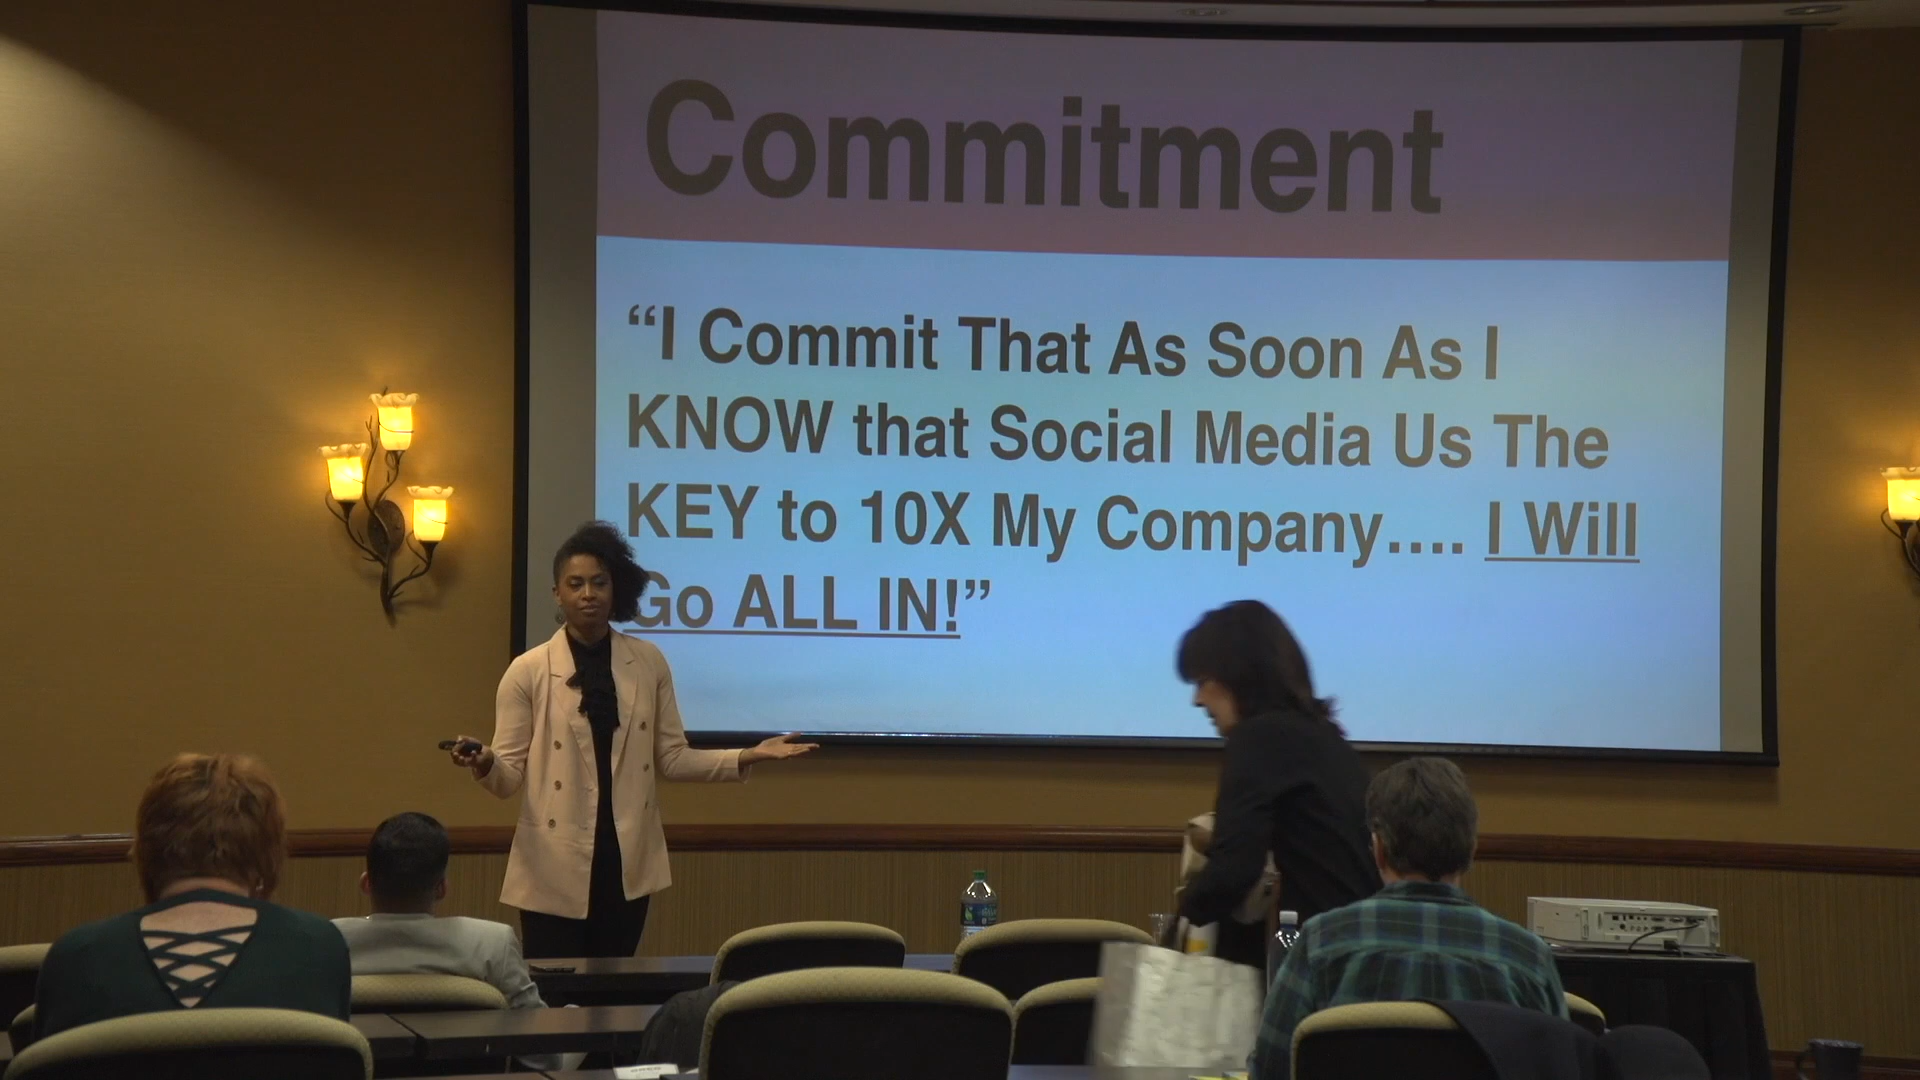 Commitment
“I Commit That As Soon As I
KNOW that Social Media Us The
KEY to 10X My Company.... I Will
Go ALL IN!”